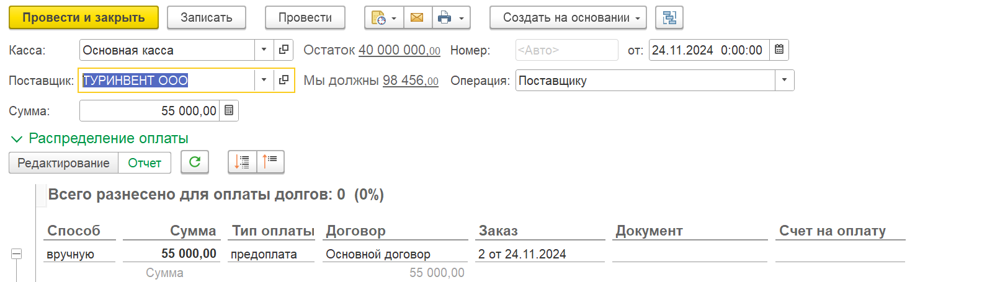 Провести и закрыть Записать Провести Создать на основании
Касса: Основная касса Остаток 40 000 000,00 Номер: <Авто> от: 24.11.2024 0:00:00
Поставщик: ТУРИНВЕНТ ООО Мы должны 98 456,00 Операция: Поставщику
Сумма: 55 000,00
Распределение оплаты
Редактирование Отчет
Всего разнесено для оплаты долгов: 0 (0%)
Способ Сумма Тип оплаты Договор Заказ Документ Счет на оплату
вручную 55 000,00 предоплата Основной договор 2 от 24.11.2024
Сумма 55 000,00